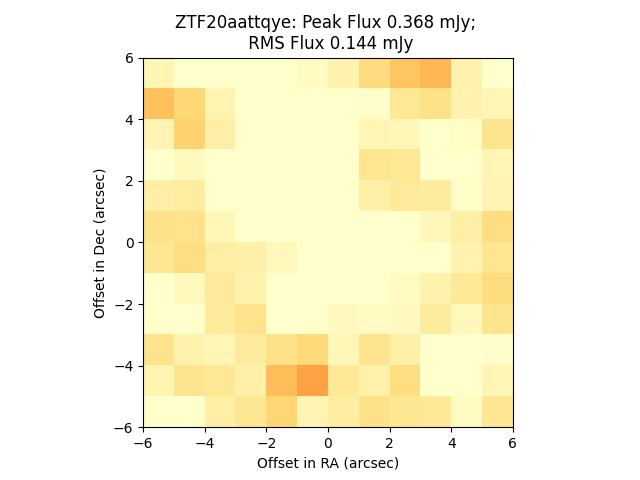 ZTF20aattqye: Peak Flux 0.368 mJy;
RMS Flux 0.144 mJy
6
4
2
0
−2
−4
−6
Offset in Dec (arcsec)
−6 −4 −2 0 2 4 6
Offset in RA (arcsec)